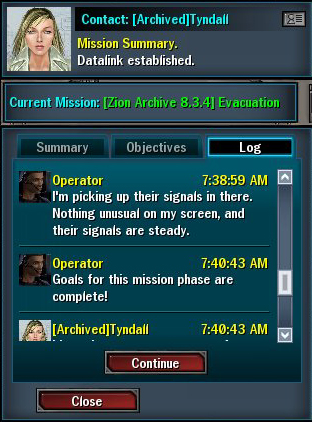 Contact: [Archived]Tyndall
Mission Summary.
Datalink established.
Current Mission: [Zion Archive 8.3.4] Evacuation
Summary Objectives Log
Operator 7:38:59 AM
I'm picking up their signals in there.
Nothing unusual on my screen, and
their signals are steady.
Operator 7:40:43 AM
Goals for this mission phase are
complete!
[Archived]Tyndall 7:40:43 AM
Continue
Close